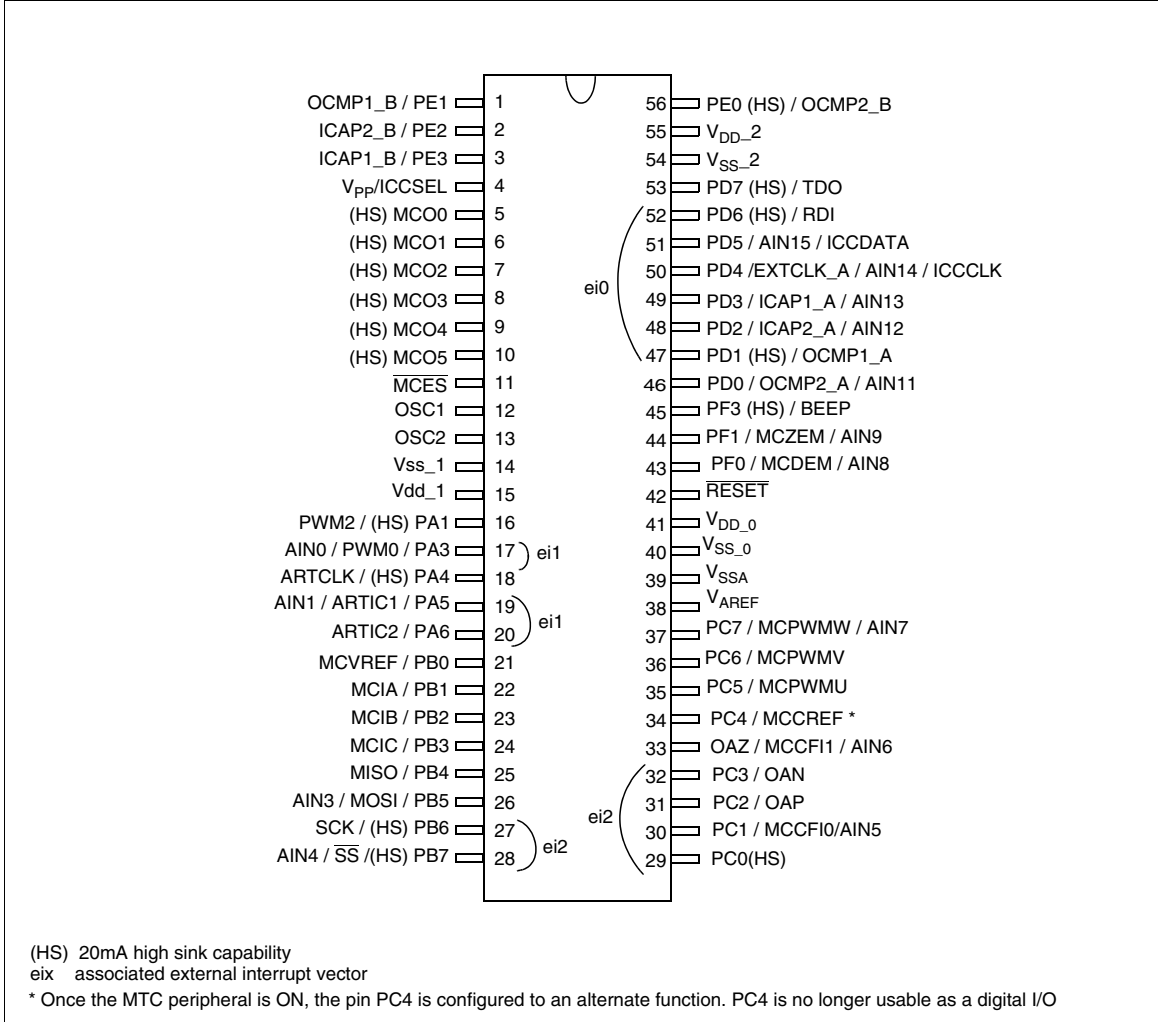 OCMP1_B / PE1 1
ICAP2_B / PE2 2
ICAP1_B / PE3 3
VPP/ICCSEL 4
(HS) MCO0 5
(HS) MCO1 6
(HS) MCO2 7
(HS) MCO3 8
(HS) MCO4 9
(HS) MCO5 10
MCES 11
OSC1 12
OSC2 13
Vss_1 14
Vdd_1 15
PWM2 / (HS) PA1 16
AIN0 / PWM0 / PA3 17
ei1
ARTCLK / (HS) PA4 18
AIN1 / ARTIC1 / PA5 19
ei1
ARTIC2 / PA6 20
MCVREF / PB0 21
MCIA / PB1 22
MCIB / PB2 23
MCIC / PB3 24
MISO / PB4 25
AIN3 / MOSI / PB5 26
SCK / (HS) PB6 27
ei2
AIN4 / SS /(HS) PB7 28
56 PE0 (HS) / OCMP2_B
55 VDD_2
54 VSS_2
53 PD7 (HS) / TDO
52 PD6 (HS) / RDI
51 PD5 / AIN15 / ICCDATA
50 PD4 /EXTCLK_A / AIN14 / ICCCLK
ei0
49 PD3 / ICAP1_A / AIN13
48 PD2 / ICAP2_A / AIN12
47 PD1 (HS) / OCMP1_A
46 PD0 / OCMP2_A / AIN11
45 PF3 (HS) / BEEP
44 PF1 / MCZEM / AIN9
43 PF0 / MCDEM / AIN8
42 RESET
41 VDD_0
40 VSS_0
39 VSSA
38 VAREF
37 PC7 / MCPWMW / AIN7
36 PC6 / MCPWMV
35 PC5 / MCPWMU
34 PC4 / MCCREF *
33 OAZ / MCCFI1 / AIN6
32 PC3 / OAN
31 PC2 / OAP
ei2
30 PC1 / MCCFI0/AIN5
29 PC0(HS)
(HS) 20mA high sink capability
eix associated external interrupt vector
* Once the MTC peripheral is ON, the pin PC4 is configured to an alternate function. PC4 is no longer usable as a digital I/O